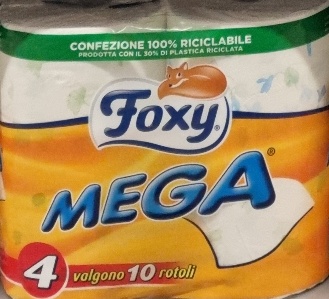 CONFEZIONE 100% RICICLABILE
PRODOTTA CON IL 30% DI PLASTICA RICICLATA
Foxy®
MEGA®
4 valgono 10 rotoli